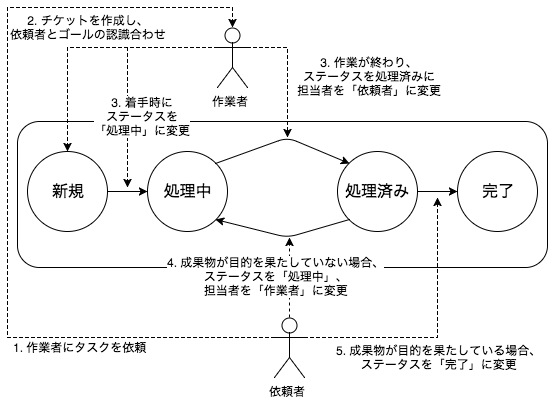 2. チケットを作成し、
依頼者とゴールの認識合わせ
作業者
3. 作業が終わり、
ステータスを処理済みに
担当者を「依頼者」に変更
3. 着手時に
ステータスを
「処理中」に変更
新規
処理中
処理済み
完了
4. 成果物が目的を果たしていない場合、
ステータスを「処理中」、
担当者を「作業者」に変更
1. 作業者にタスクを依頼
5. 成果物が目的を果たしている場合、
ステータスを「完了」に変更
依頼者